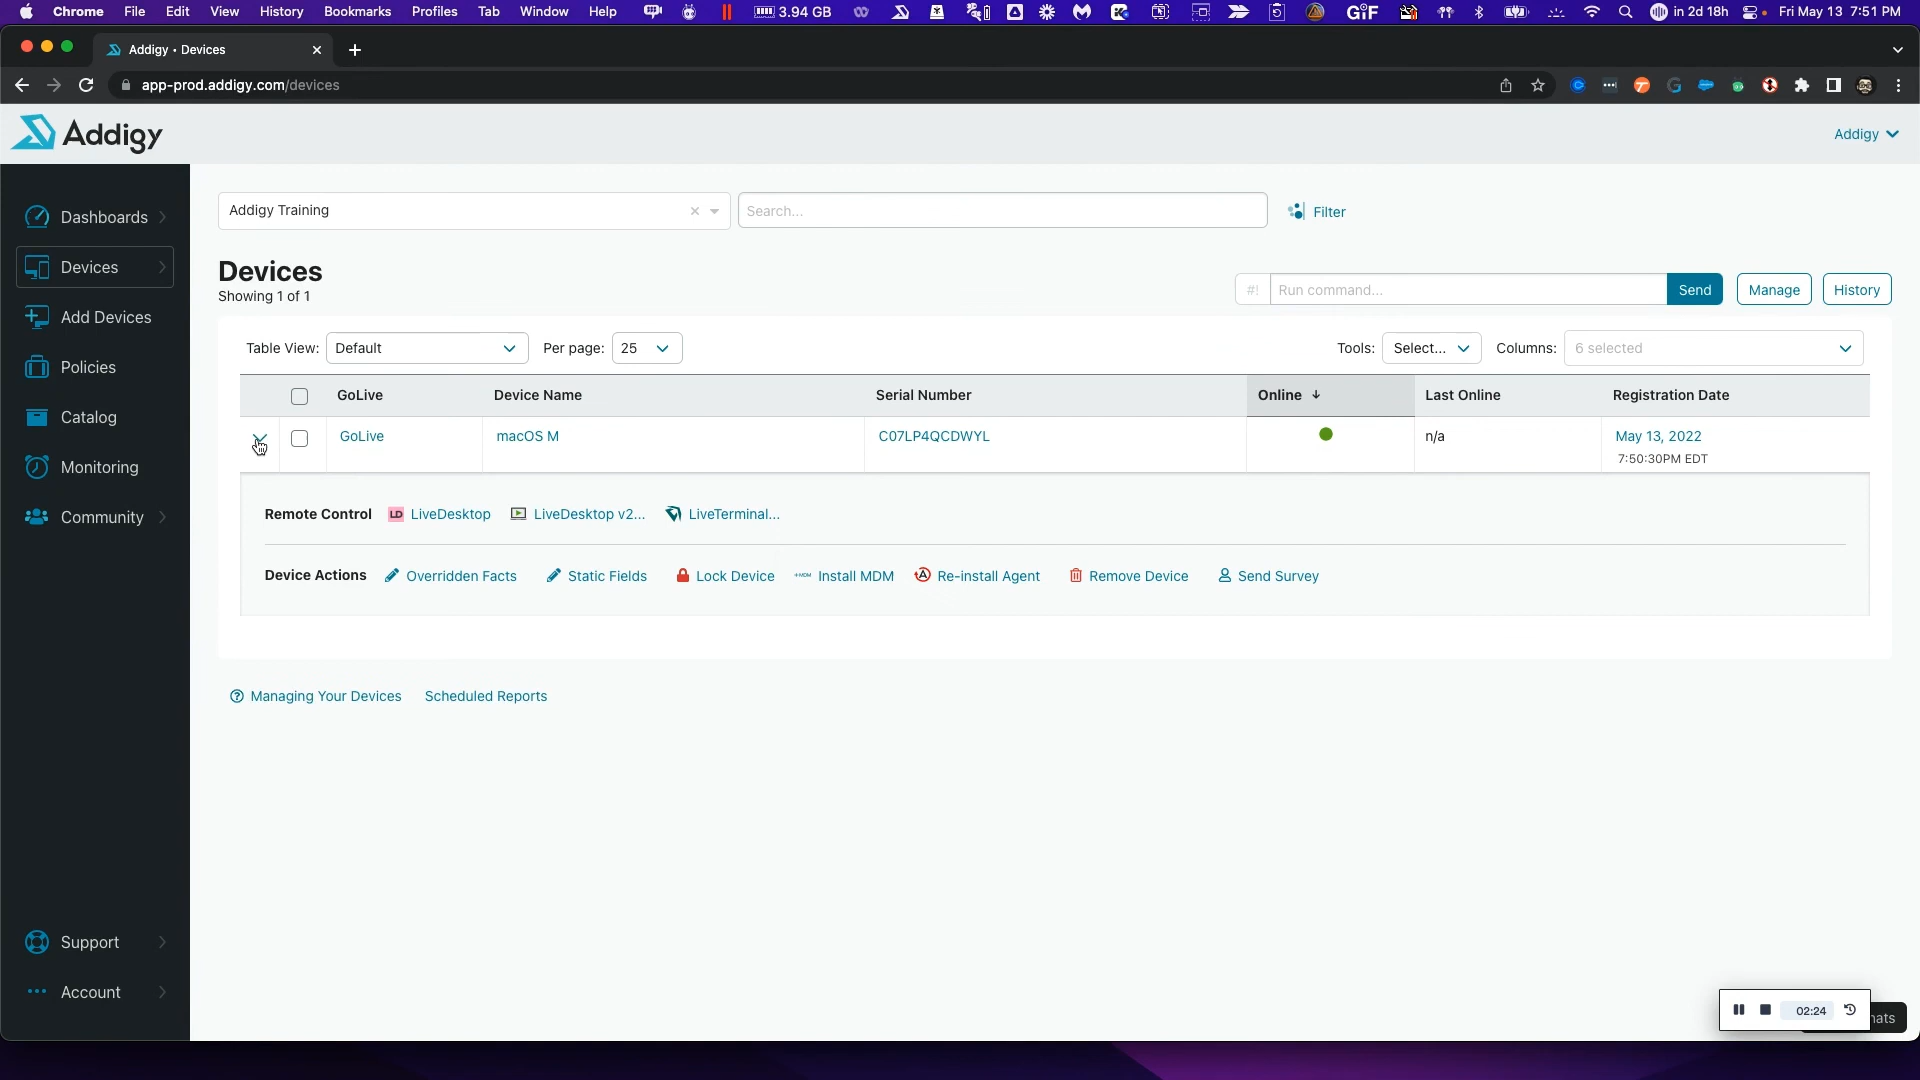 Chrome File Edit View History Bookmarks Profiles Tab Window Help 3.94 GB GIF in 2d 18h Fri May 13 7:51 PM
Addigy • Devices
app-prod.addigy.com/devices
Addigy
Addigy
Dashboards
Devices
Add Devices
Policies
Catalog
Monitoring
Community
Support
Account
Addigy Training
Search...
Filter
Devices
Showing 1 of 1
#! Run command... Send Manage History
Table View: Default Per page: 25 Tools: Select... Columns: 6 selected
GoLive Device Name Serial Number Online Last Online Registration Date
GoLive macOS M C07LP4QCDWYL n/a May 13, 2022
7:50:30PM EDT
Remote Control LD LiveDesktop LiveDesktop v2... LiveTerminal...
Device Actions Overridden Facts Static Fields Lock Device +MDM Install MDM Re-install Agent Remove Device Send Survey
Managing Your Devices Scheduled Reports
02:24